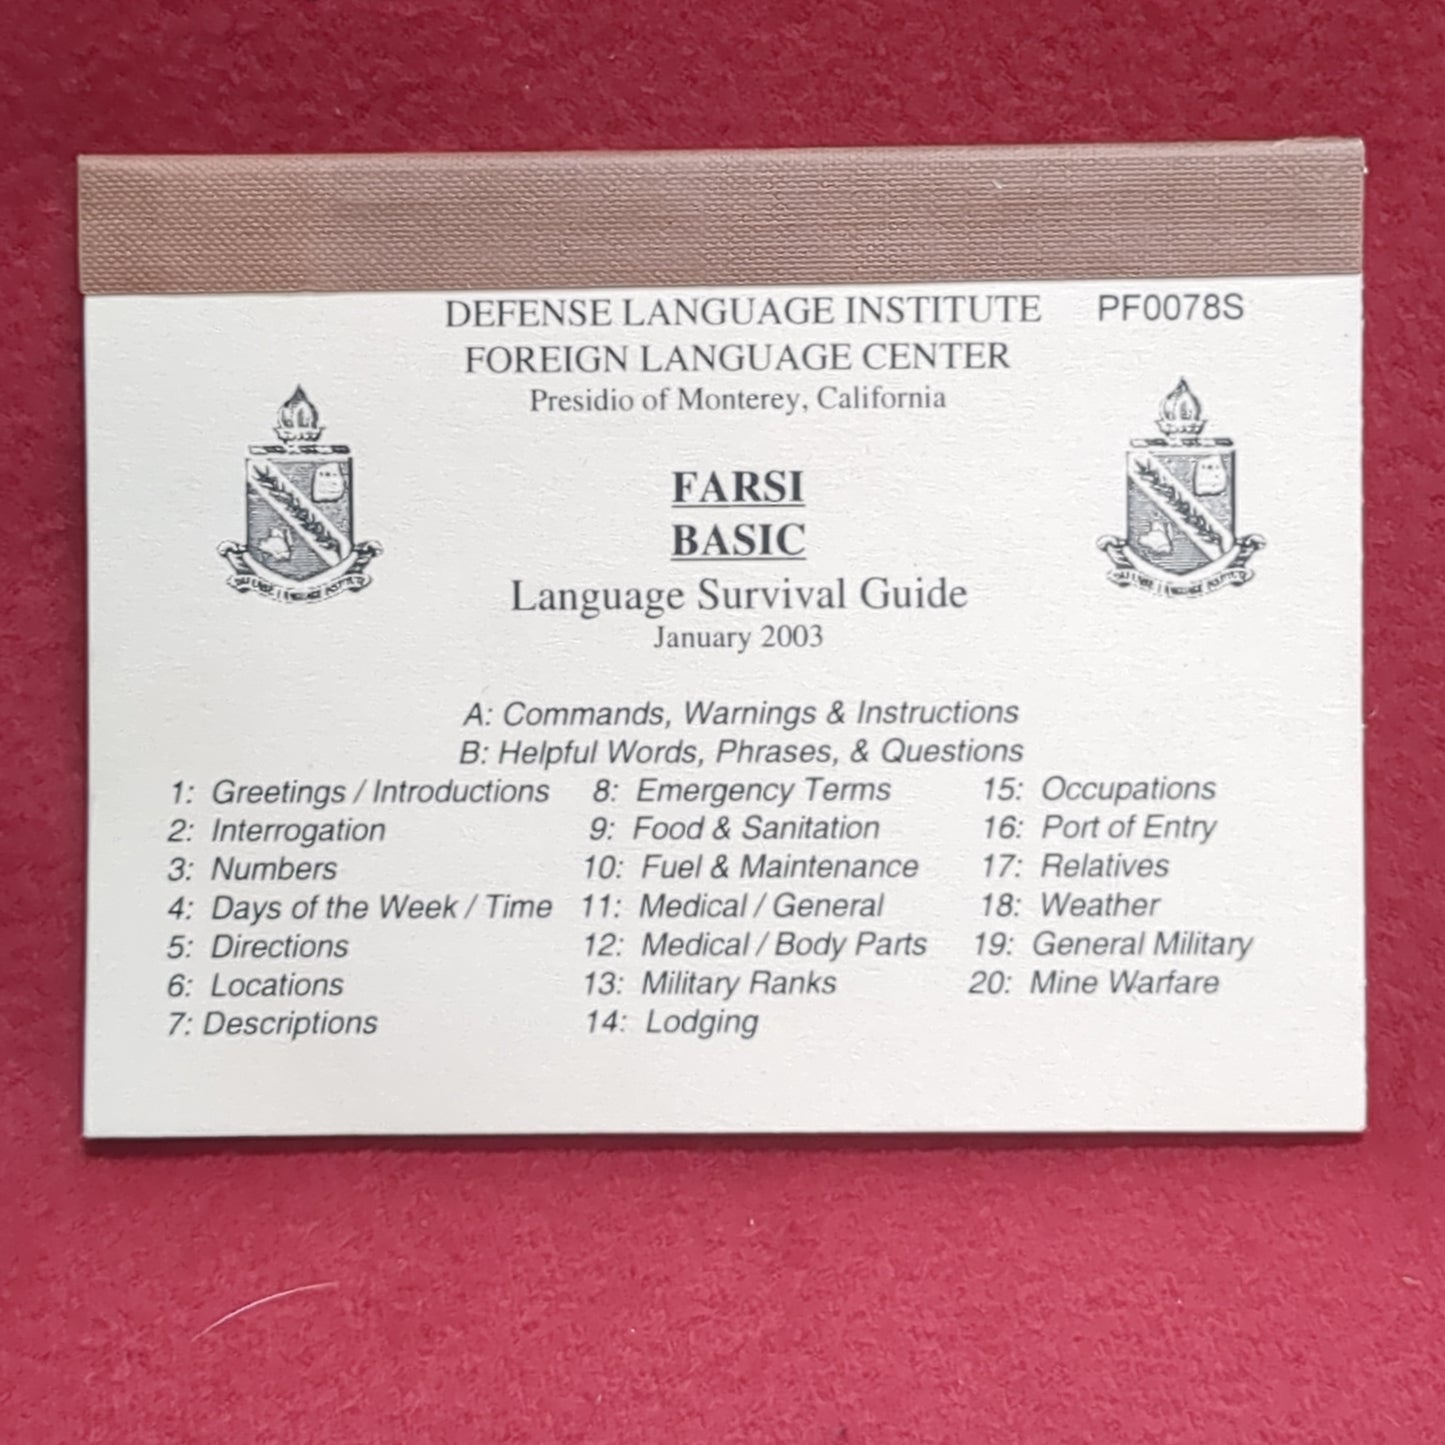 DEFENSE LANGUAGE INSTITUTE PF0078S
FOREIGN LANGUAGE CENTER
Presidio of Monterey, California
FARSI
BASIC
Language Survival Guide
January 2003
A: Commands, Warnings & Instructions
B: Helpful Words, Phrases, & Questions
1: Greetings / Introductions
2: Interrogation
3: Numbers
4: Days of the Week / Time
5: Directions
6: Locations
7: Descriptions
8: Emergency Terms
9: Food & Sanitation
10: Fuel & Maintenance
11: Medical / General
12: Medical / Body Parts
13: Military Ranks
14: Lodging
15: Occupations
16: Port of Entry
17: Relatives
18: Weather
19: General Military
20: Mine Warfare